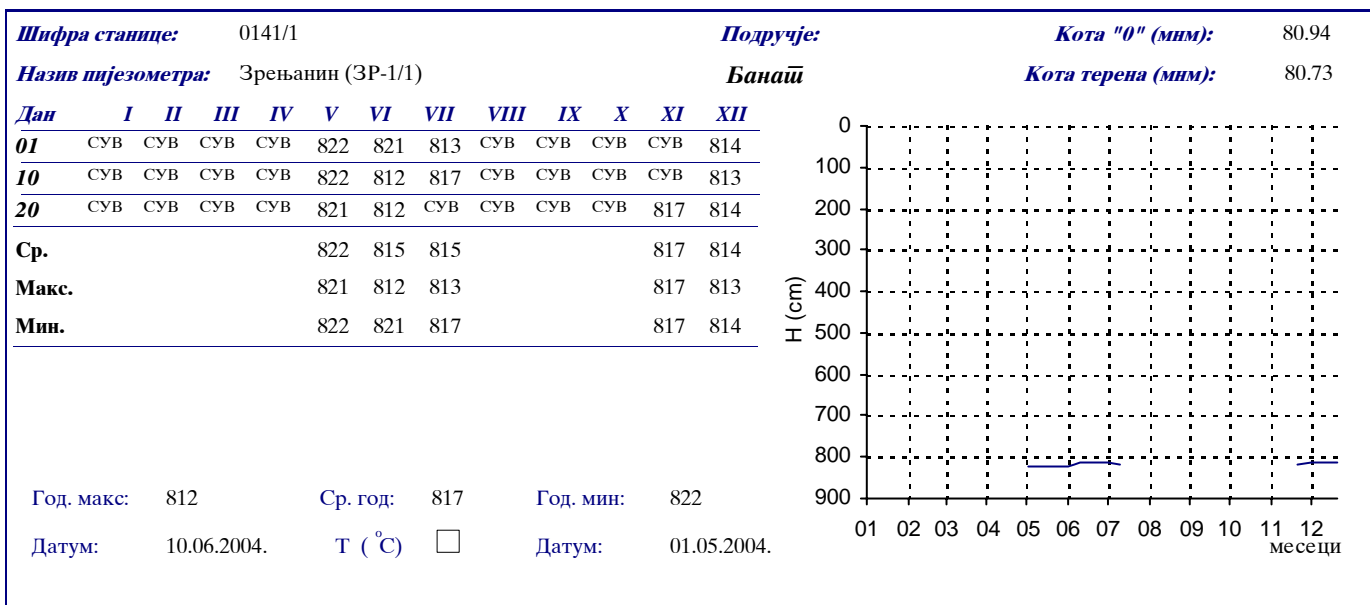 Шифра станице: 0141/1 Подручје: Кота "0" (мнм): 80.94
Назив пијезометра: Зрењанин (ЗР-1/1) Банат Кота терена (мнм): 80.73
Дан I II III IV V VI VII VIII IX X XI XII
01 СУВ СУВ СУВ СУВ 822 821 813 СУВ СУВ СУВ СУВ 814
10 СУВ СУВ СУВ СУВ 822 812 817 СУВ СУВ СУВ СУВ 813
20 СУВ СУВ СУВ СУВ 821 812 СУВ СУВ СУВ СУВ 817 814
Ср. 822 815 815 817 814
Макс. 821 812 813 817 813
Мин. 822 821 817 817 814
Год. макс: 812 Ср. год: 817 Год. мин: 822
Датум: 10.06.2004. Т ( °С) Датум: 01.05.2004.
0
100
200
300
400
500
600
700
800
900
H (cm)
01 02 03 04 05 06 07 08 09 10 11 12
месеци